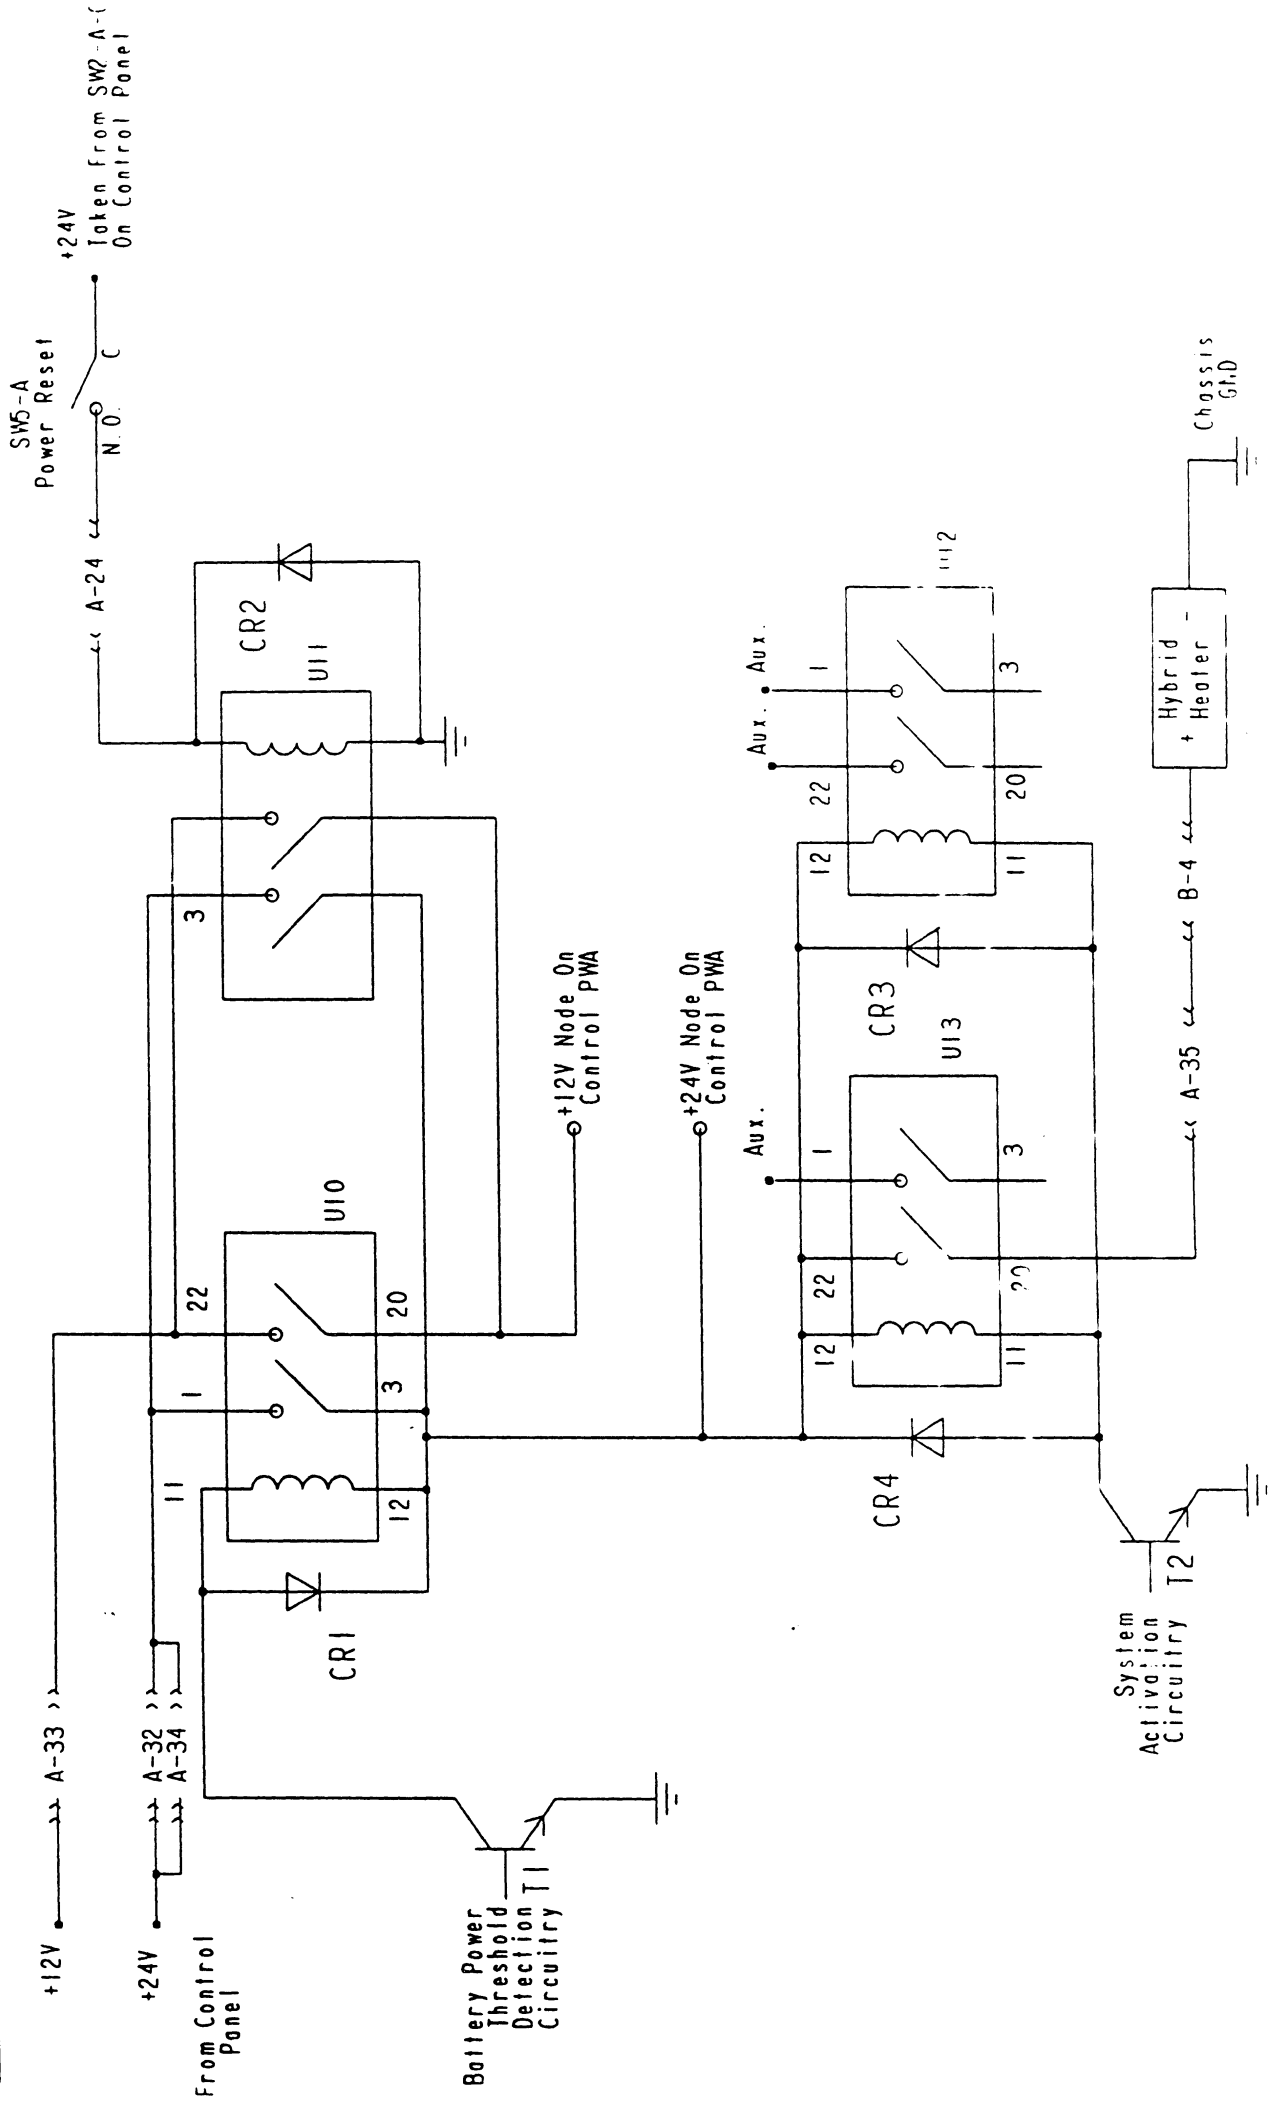 SW5-A
Power Reset
+24V
Taken From SW2-A-
On Control Panel
N.O.
C
A-24
CR2
U11
3
+12V
A-33
+24V
A-32
A-34
From Control
Panel
22
1
11
U10
20
3
12
CR1
+12V Node On
Control PWA
+24V Node On
Control PWA
Battery Power
Threshold
Detection
Circuitry
T1
Aux.
Aux.
22
1
12
20
3
11
CR3
U13
Aux.
1
22
12
3
20
11
CR4
System
Activation
Circuitry
T2
A-35
B-4
+ Hybrid
Heater -
Chassis
GND